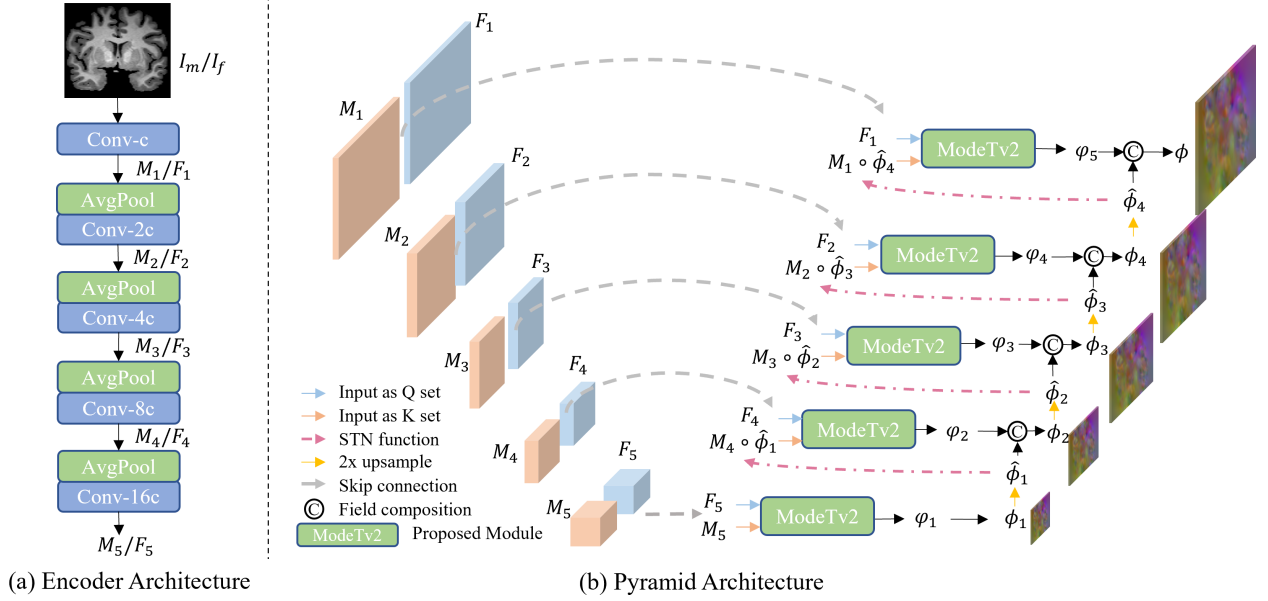 I_m/I_f
Conv-c
M_1/F_1
AvgPool
Conv-2c
M_2/F_2
AvgPool
Conv-4c
M_3/F_3
AvgPool
Conv-8c
M_4/F_4
AvgPool
Conv-16c
M_5/F_5
(a) Encoder Architecture
F_1
M_1
F_2
M_2
F_3
M_3
F_4
M_4
F_5
M_5
Input as Q set
Input as K set
STN function
2x upsample
Skip connection
© Field composition
ModeTv2 Proposed Module
F_1
M_1 ∘ ϕ̂_4
ModeTv2
φ_5
©
ϕ
ϕ̂_4
F_2
M_2 ∘ ϕ̂_3
ModeTv2
φ_4
©
ϕ_4
ϕ̂_3
F_3
M_3 ∘ ϕ̂_2
ModeTv2
φ_3
©
ϕ_3
ϕ̂_2
F_4
M_4 ∘ ϕ̂_1
ModeTv2
φ_2
©
ϕ_2
ϕ̂_1
F_5
M_5
ModeTv2
φ_1
ϕ_1
(b) Pyramid Architecture